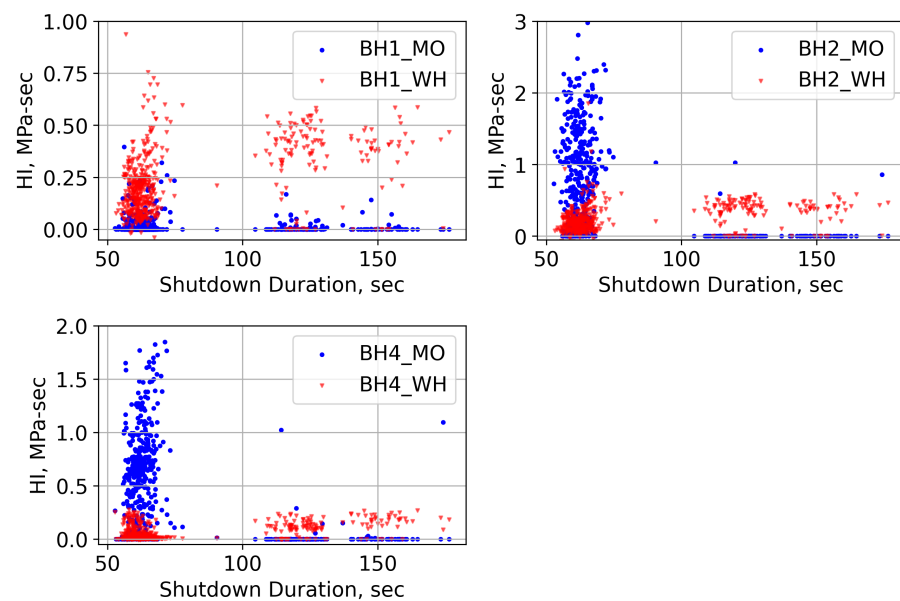 1.00
0.75
0.50
0.25
0.00
HI, MPa-sec
BH1_MO
BH1_WH
50 100 150
Shutdown Duration, sec
3
2
1
0
HI, MPa-sec
BH2_MO
BH2_WH
50 100 150
Shutdown Duration, sec
2.0
1.5
1.0
0.5
0.0
HI, MPa-sec
BH4_MO
BH4_WH
50 100 150
Shutdown Duration, sec